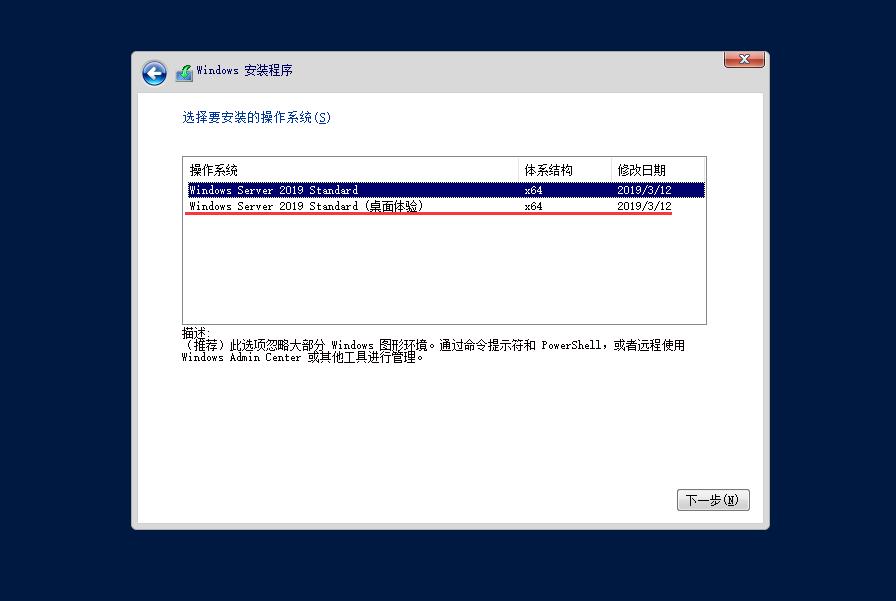 Windows 安装程序
选择要安装的操作系统(S)
操作系统 体系结构 修改日期
Windows Server 2019 Standard x64 2019/3/12
Windows Server 2019 Standard (桌面体验) x64 2019/3/12
描述:
（推荐）此选项忽略大部分 Windows 图形环境。通过命令提示符和 PowerShell，或者远程使用
Windows Admin Center 或其他工具进行管理。
下一步(N)